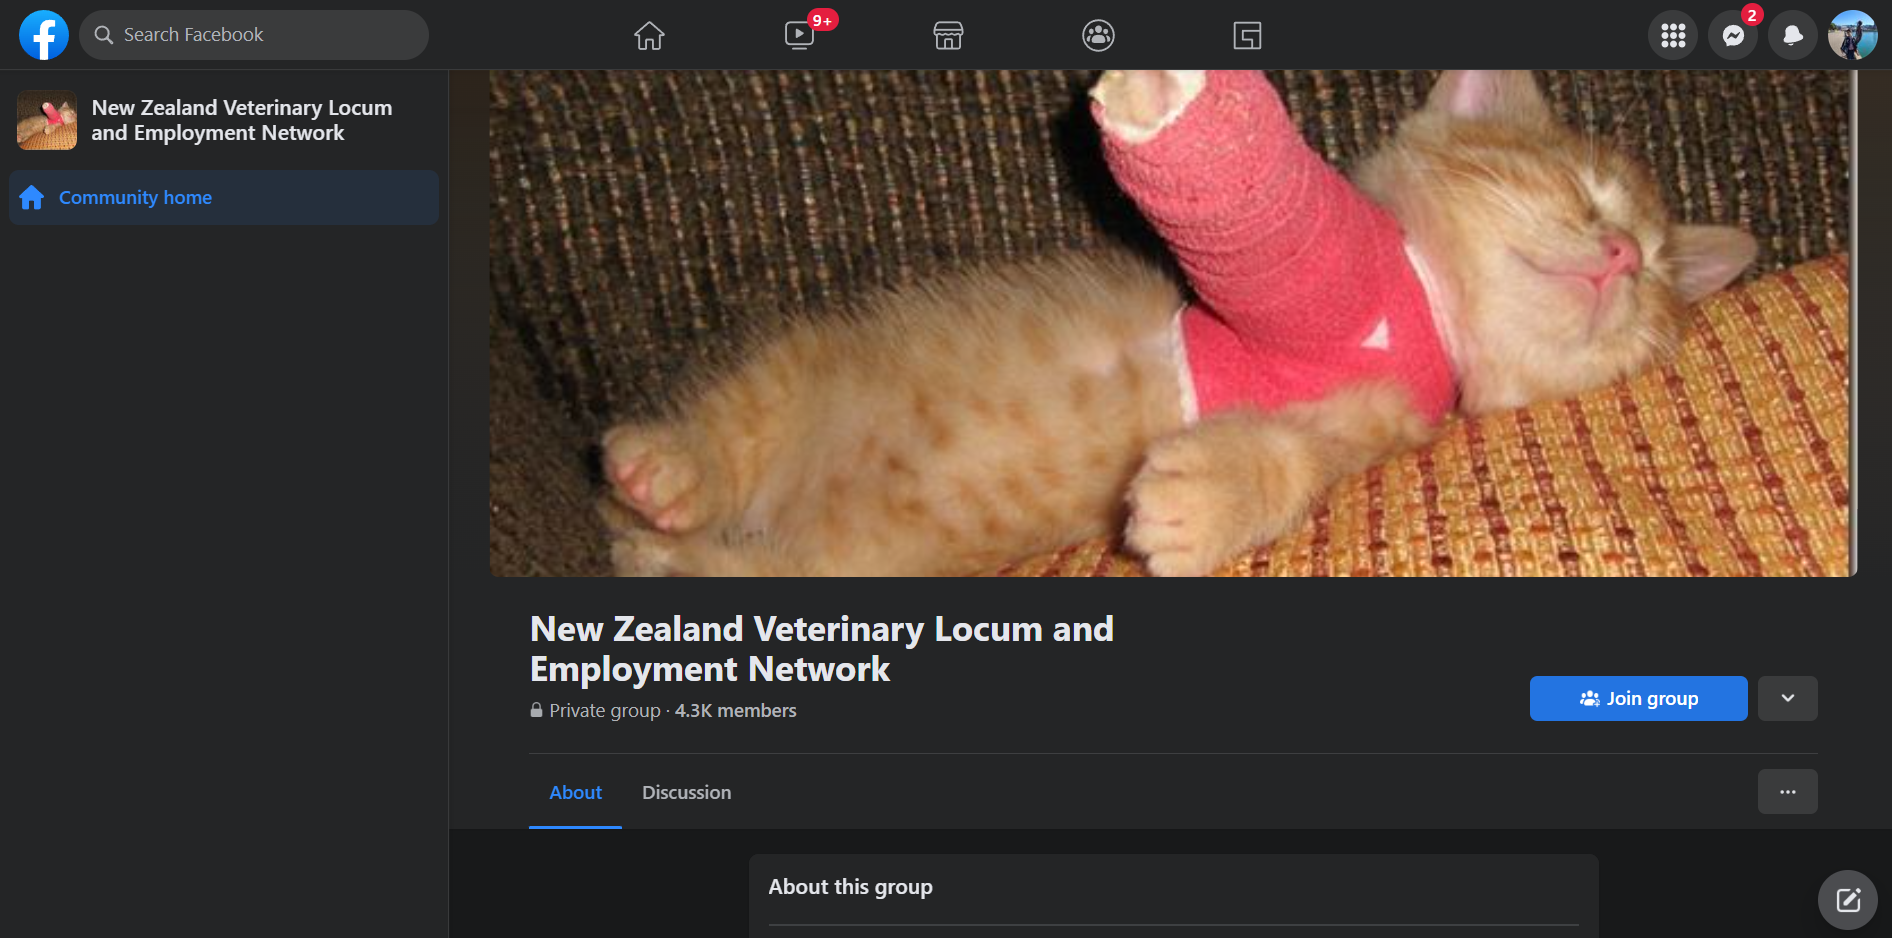 Search Facebook
9+
2
New Zealand Veterinary Locum
and Employment Network
Community home
New Zealand Veterinary Locum and
Employment Network
Private group · 4.3K members
Join group
About
Discussion
About this group